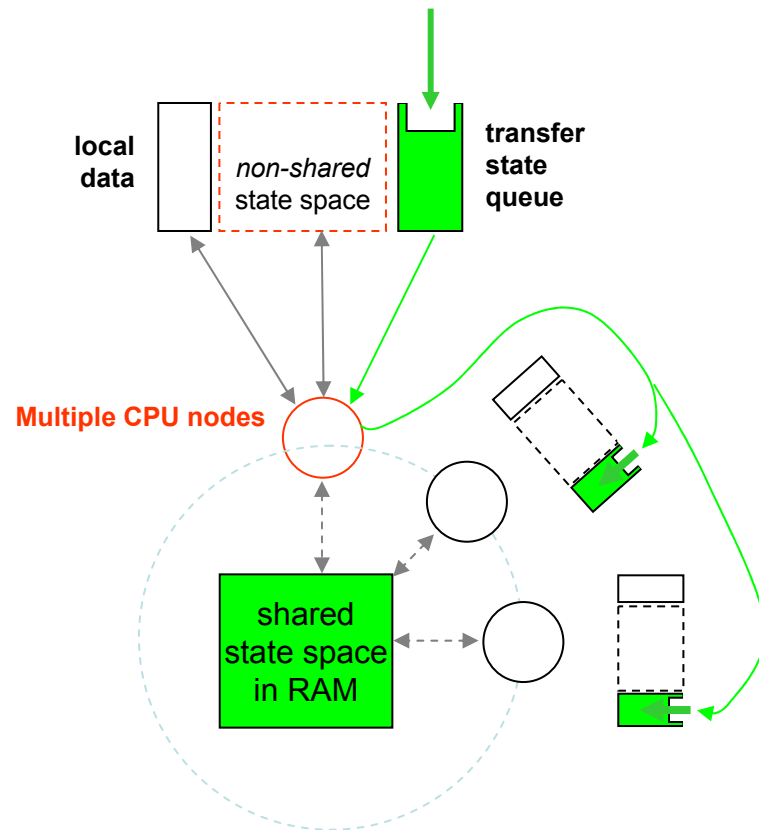 local
data
non-shared
state space
transfer
state
queue
Multiple CPU nodes
shared
state space
in RAM